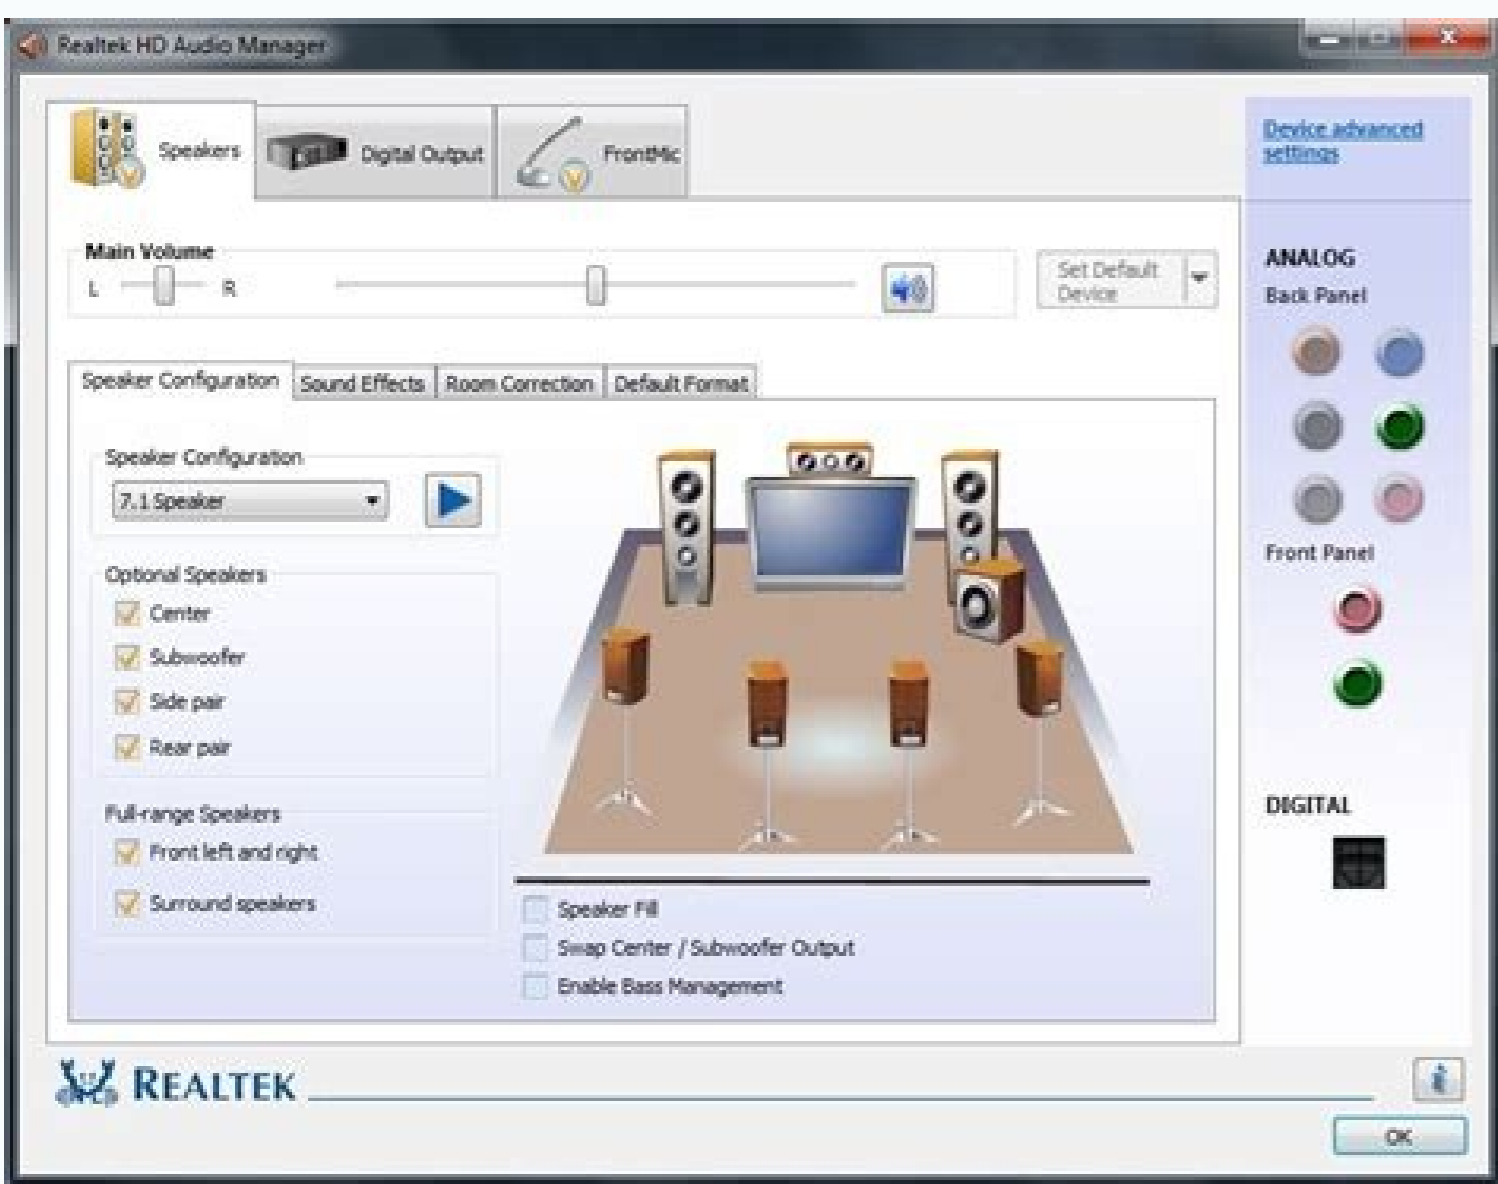 Realtek HD Audio Manager
Speakers
Digital Output
FrontMic
Device advanced
settings
Main Volume
L
R
Set Default
Device
ANALOG
Back Panel
Speaker Configuration
Sound Effects
Room Correction
Default Format
Speaker Configuration
7.1 Speaker
Optional Speakers
Center
Subwoofer
Side pair
Rear pair
Front Panel
Full-range Speakers
Front left and right
Surround speakers
DIGITAL
Speaker Fill
Swap Center / Subwoofer Output
Enable Bass Management
REALTEK
i
OK